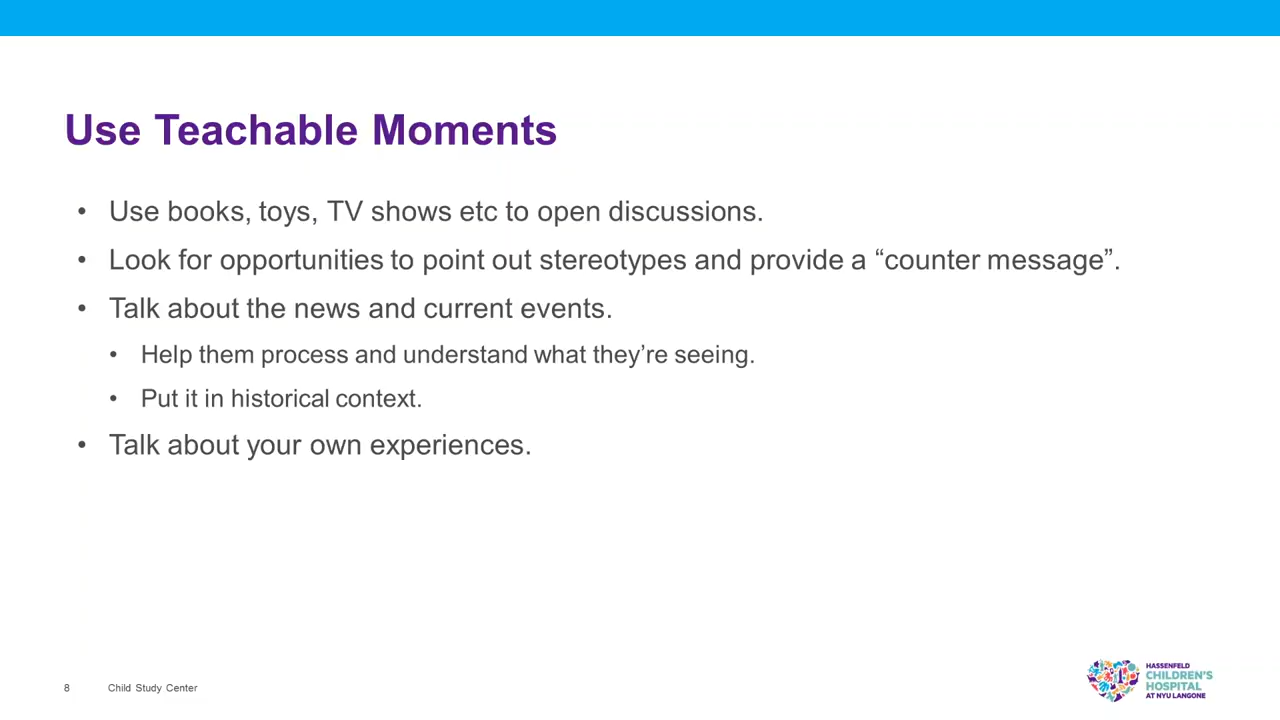 Use Teachable Moments
• Use books, toys, TV shows etc to open discussions.
• Look for opportunities to point out stereotypes and provide a “counter message”.
• Talk about the news and current events.
• Help them process and understand what they’re seeing.
• Put it in historical context.
• Talk about your own experiences.
8 Child Study Center
HASSENFELD
CHILDREN'S
HOSPITAL
AT NYU LANGONE